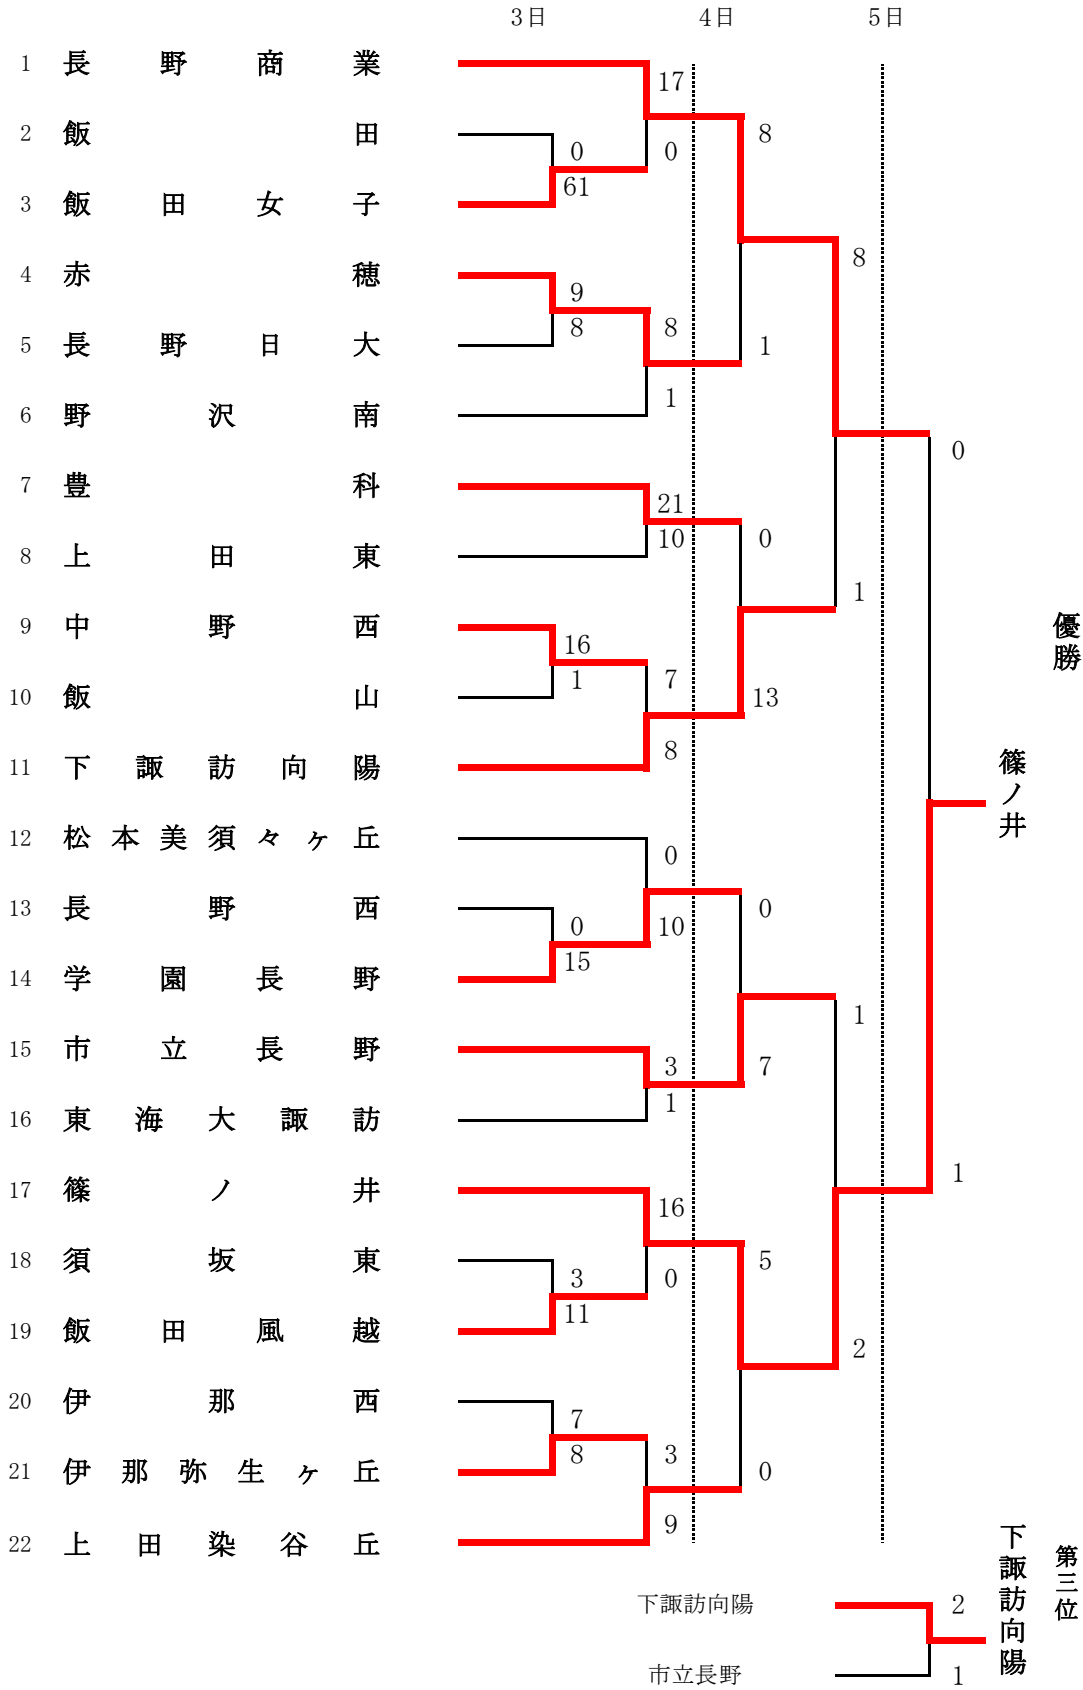 3日 4日 5日
1 長野商業
17
2 飯田
8
0 0
61
3 飯田女子
8
4 赤穂
9
8 8
5 長野日大
1
1
6 野沢南
0
7 豊科
21
10 0
8 上田東
1
9 中野西
16
1 7
10 飯山
13
8
11 下諏訪向陽
優勝
篠ノ井
12 松本美須々ヶ丘
0
13 長野西
0
0 10
15
14 学園長野
1
15 市立長野
3 7
1
16 東海大諏訪
1
17 篠ノ井
16
5
18 須坂東
3 0
11
19 飯田風越
2
20 伊那西
7
8 3
21 伊那弥生ヶ丘
0
9
22 上田染谷丘
第三位
下諏訪向陽
下諏訪向陽 2
市立長野 1